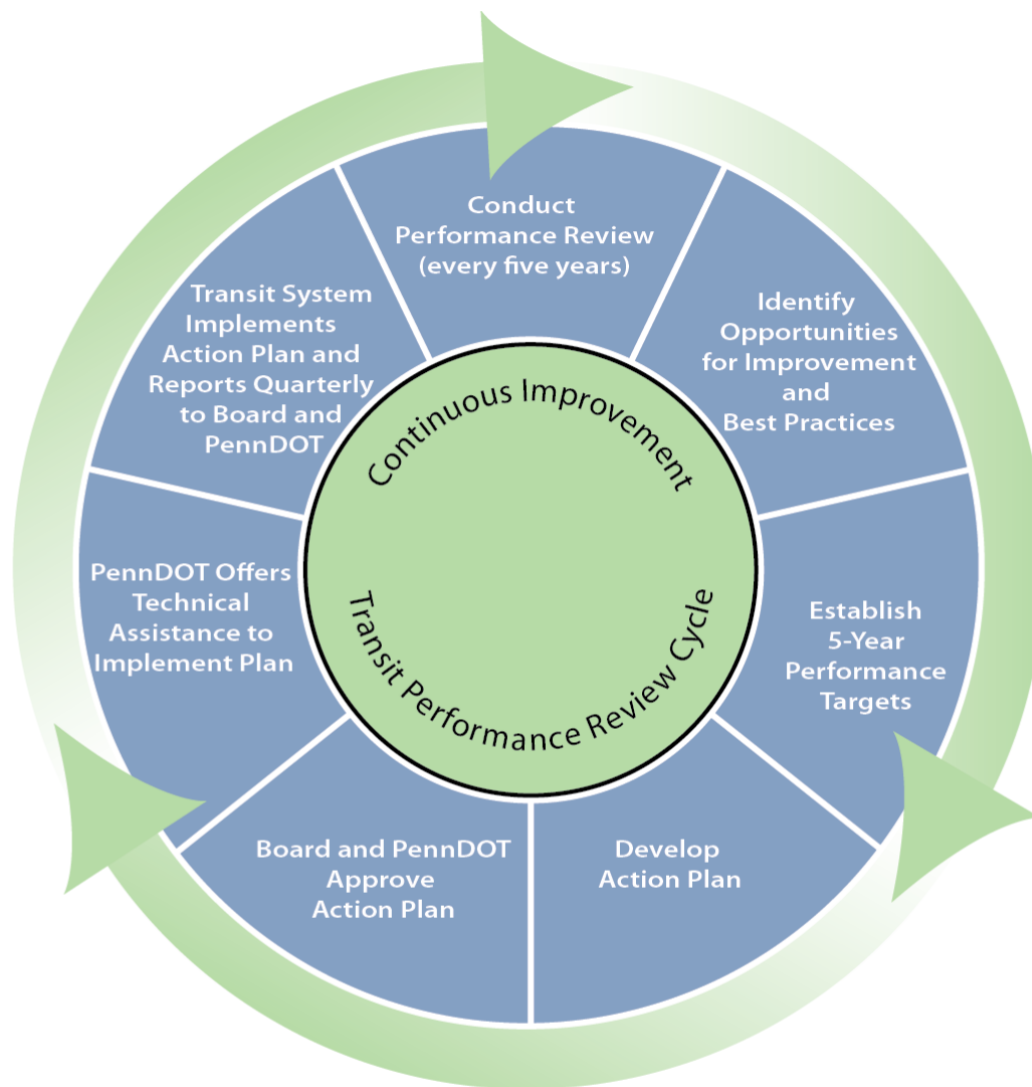 Conduct
Performance Review
(every five years)
Identify
Opportunities
for Improvement
and
Best Practices
Establish
5-Year
Performance
Targets
Develop
Action Plan
Board and PennDOT
Approve
Action Plan
PennDOT Offers
Technical
Assistance to
Implement Plan
Transit System
Implements
Action Plan and
Reports Quarterly
to Board and
PennDOT
Continuous Improvement
Transit Performance Review Cycle